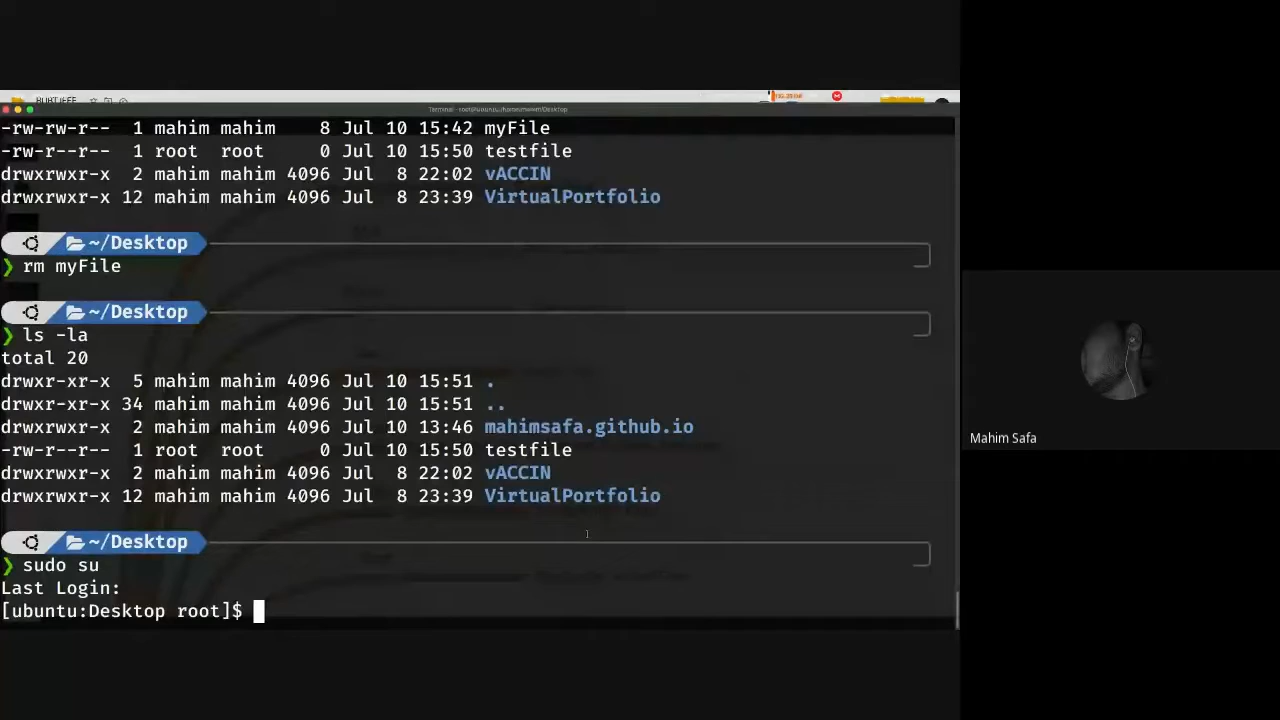 -rw-rw-r-- 1 mahim mahim 8 Jul 10 15:42 myFile
-rw-r--r-- 1 root root 0 Jul 10 15:50 testfile
drwxrwxr-x 2 mahim mahim 4096 Jul 8 22:02 vACCIN
drwxrwxr-x 12 mahim mahim 4096 Jul 8 23:39 VirtualPortfolio
~/Desktop
❯ rm myFile
~/Desktop
❯ ls -la
total 20
drwxr-xr-x 5 mahim mahim 4096 Jul 10 15:51 .
drwxr-xr-x 34 mahim mahim 4096 Jul 10 15:51 ..
drwxrwxr-x 2 mahim mahim 4096 Jul 10 13:46 mahimsafa.github.io
-rw-r--r-- 1 root root 0 Jul 10 15:50 testfile
drwxrwxr-x 2 mahim mahim 4096 Jul 8 22:02 vACCIN
drwxrwxr-x 12 mahim mahim 4096 Jul 8 23:39 VirtualPortfolio
~/Desktop
❯ sudo su
Last Login:
[ubuntu:Desktop root]$
Mahim Safa